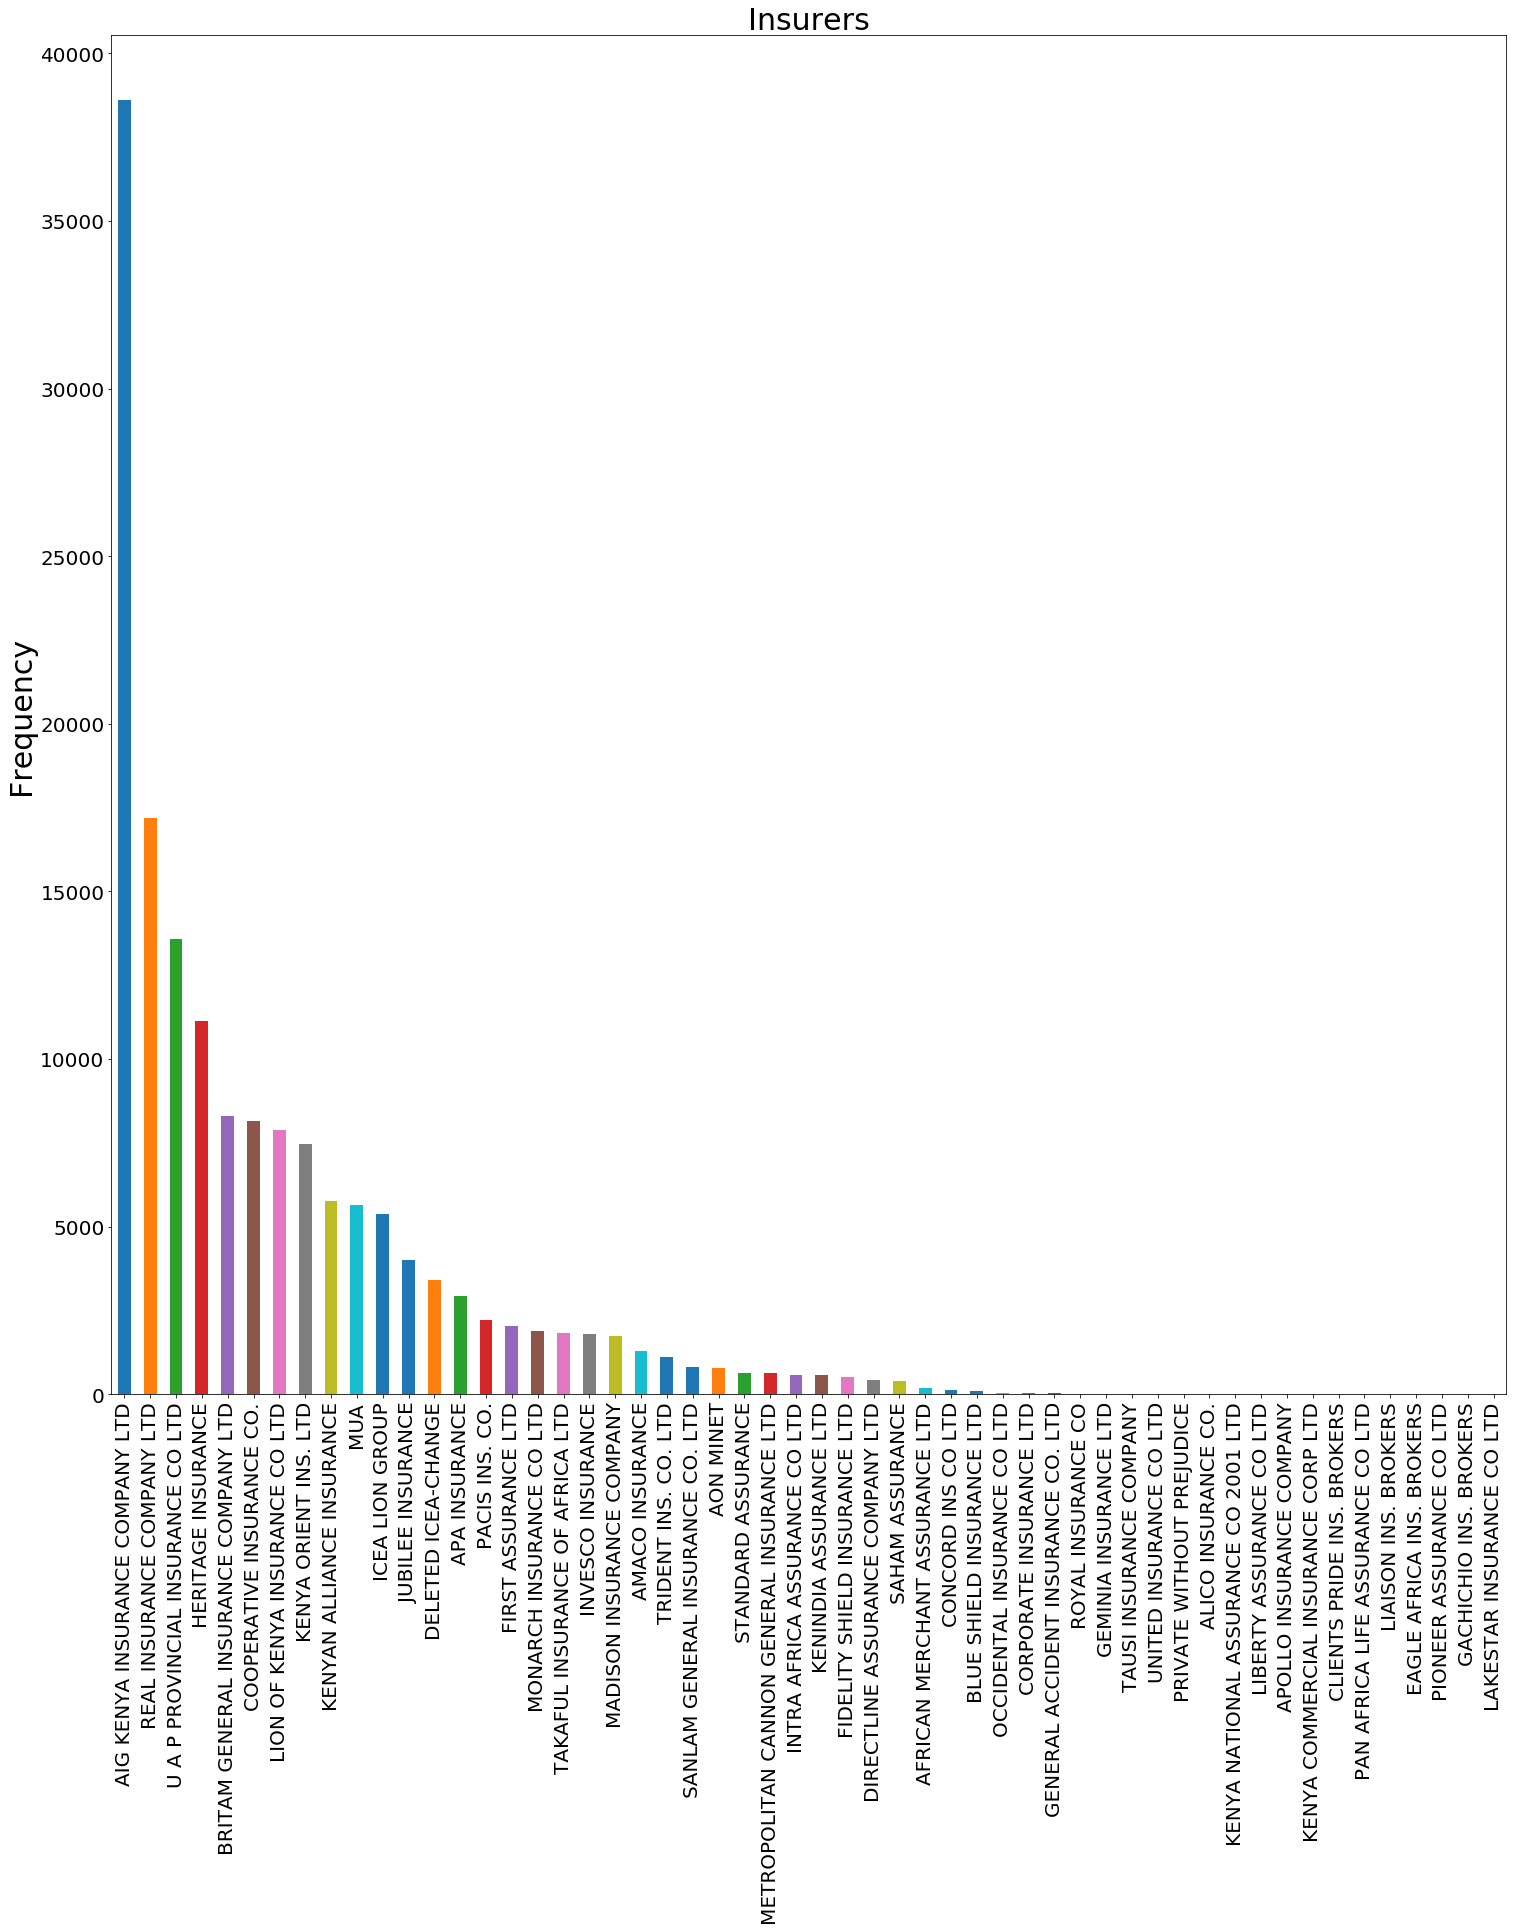 Insurers
40000
35000
30000
25000
20000
15000
10000
5000
0
Frequency
AIG KENYA INSURANCE COMPANY LTD
REAL INSURANCE COMPANY LTD
U A P PROVINCIAL INSURANCE CO LTD
HERITAGE INSURANCE
BRITAM GENERAL INSURANCE COMPANY LTD
COOPERATIVE INSURANCE CO.
LION OF KENYA INSURANCE CO LTD
KENYA ORIENT INS. LTD
KENYAN ALLIANCE INSURANCE
MUA
ICEA LION GROUP
JUBILEE INSURANCE
DELETED ICEA-CHANGE
APA INSURANCE
PACIS INS. CO.
FIRST ASSURANCE LTD
MONARCH INSURANCE CO LTD
TAKAFUL INSURANCE OF AFRICA LTD
INVESCO INSURANCE
MADISON INSURANCE COMPANY
AMACO INSURANCE
TRIDENT INS. CO. LTD
SANLAM GENERAL INSURANCE CO. LTD
AON MINET
STANDARD ASSURANCE
METROPOLITAN CANNON GENERAL INSURANCE LTD
INTRA AFRICA ASSURANCE CO LTD
KENINDIA ASSURANCE LTD
FIDELITY SHIELD INSURANCE LTD
DIRECTLINE ASSURANCE COMPANY LTD
SAHAM ASSURANCE
AFRICAN MERCHANT ASSURANCE LTD
CONCORD INS CO LTD
BLUE SHIELD INSURANCE LTD
OCCIDENTAL INSURANCE CO LTD
CORPORATE INSURANCE LTD
GENERAL ACCIDENT INSURANCE CO. LTD
ROYAL INSURANCE CO
GEMINIA INSURANCE LTD
TAUSI INSURANCE COMPANY
UNITED INSURANCE CO LTD
PRIVATE WITHOUT PREJUDICE
ALICO INSURANCE CO.
KENYA NATIONAL ASSURANCE CO 2001 LTD
LIBERTY ASSURANCE CO LTD
APOLLO INSURANCE COMPANY
KENYA COMMERCIAL INSURANCE CORP LTD
CLIENTS PRIDE INS. BROKERS
PAN AFRICA LIFE ASSURANCE CO LTD
LIAISON INS. BROKERS
EAGLE AFRICA INS. BROKERS
PIONEER ASSURANCE CO LTD
GACHICHIO INS. BROKERS
LAKESTAR INSURANCE CO LTD